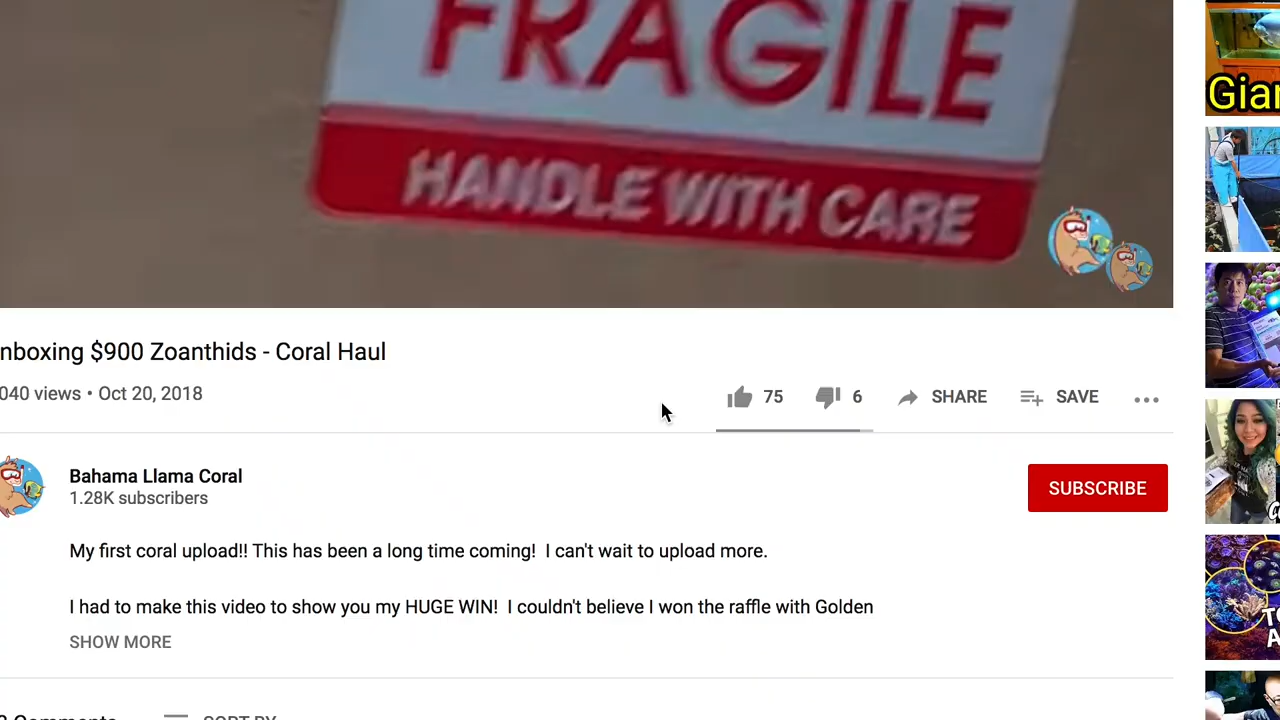 FRAGILE
HANDLE WITH CARE
Gian
nboxing $900 Zoanthids - Coral Haul
040 views • Oct 20, 2018
75 6 SHARE SAVE
Bahama Llama Coral
1.28K subscribers
SUBSCRIBE
My first coral upload!! This has been a long time coming!  I can't wait to upload more.
I had to make this video to show you my HUGE WIN!  I couldn't believe I won the raffle with Golden
SHOW MORE
Comments SORT BY